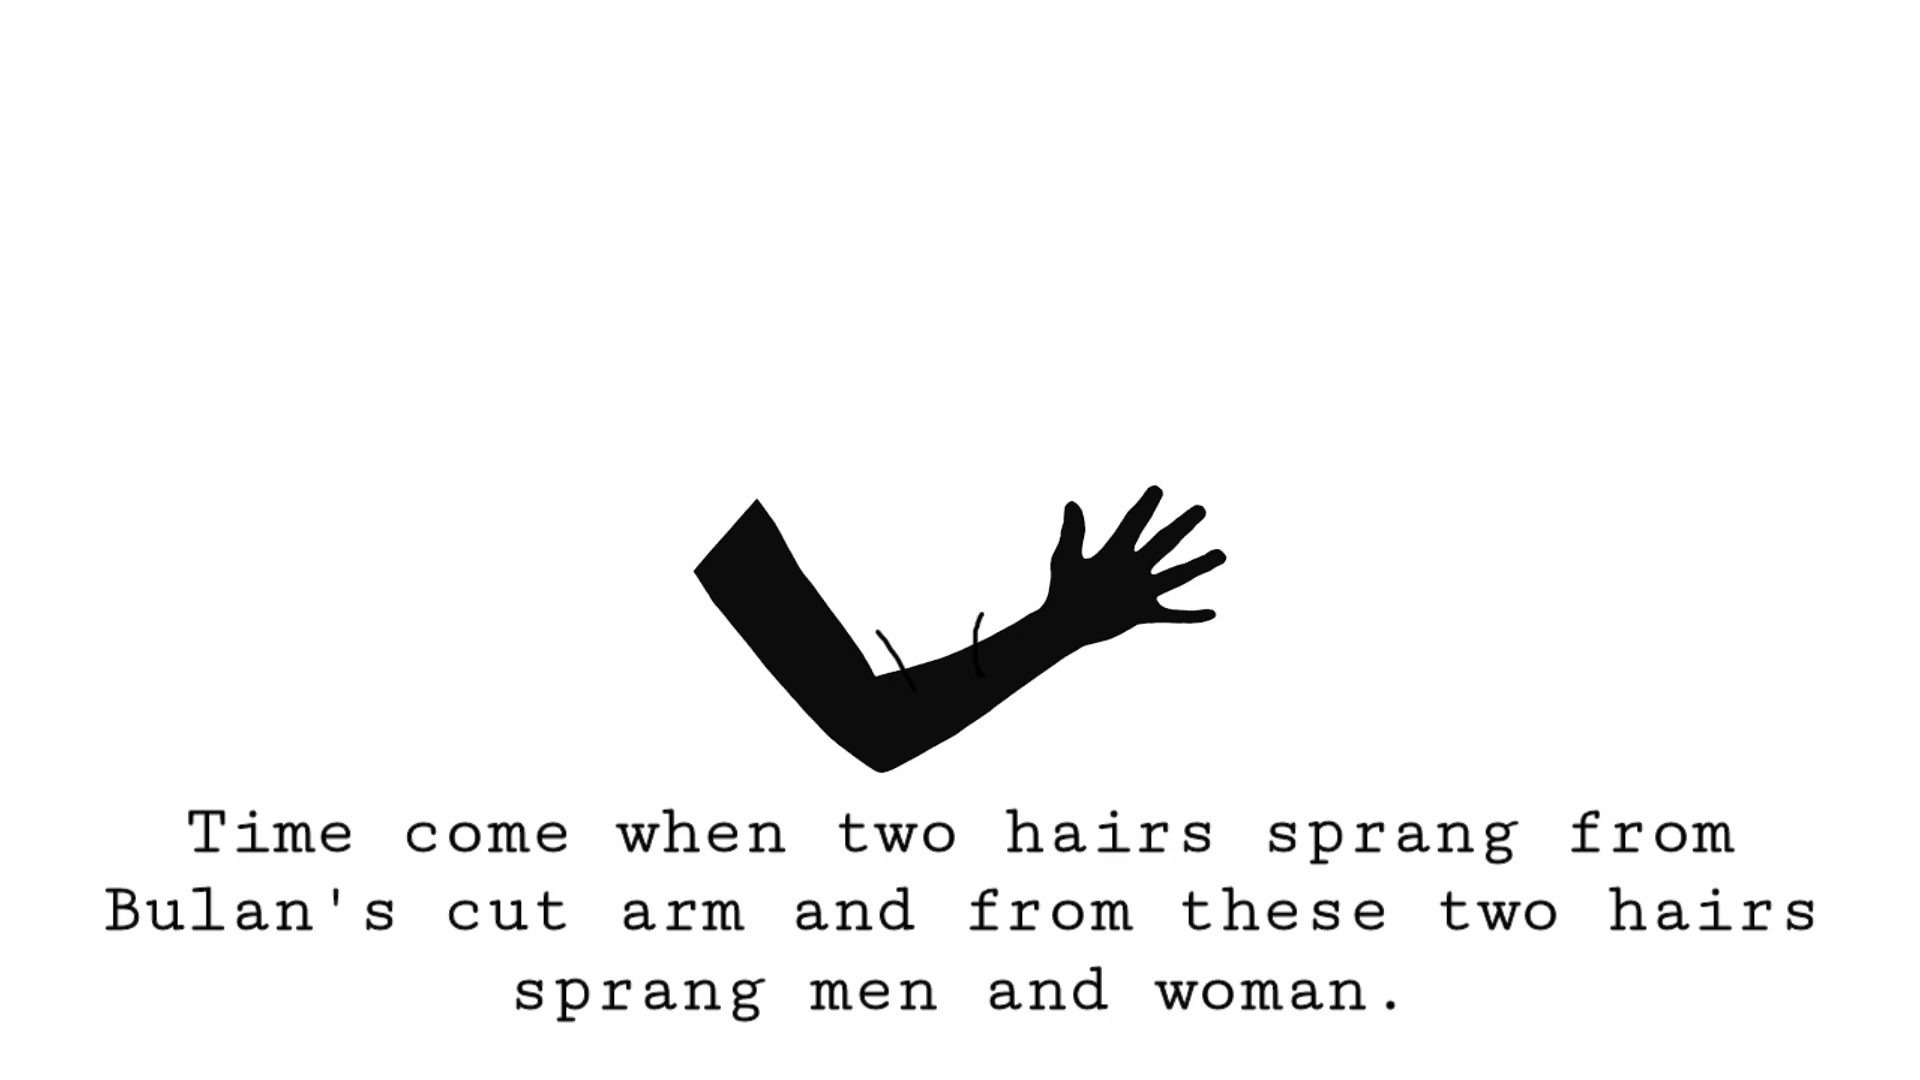 Time come when two hairs sprang from
Bulan's cut arm and from these two hairs
sprang men and woman.